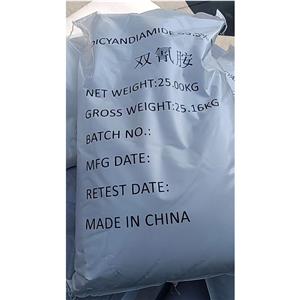 DICYANDIAMIDE
双氰胺
NET WEIGHT:25.00KG
GROSS WEIGHT:25.16KG
BATCH NO.:
MFG DATE:
RETEST DATE:
MADE IN CHINA